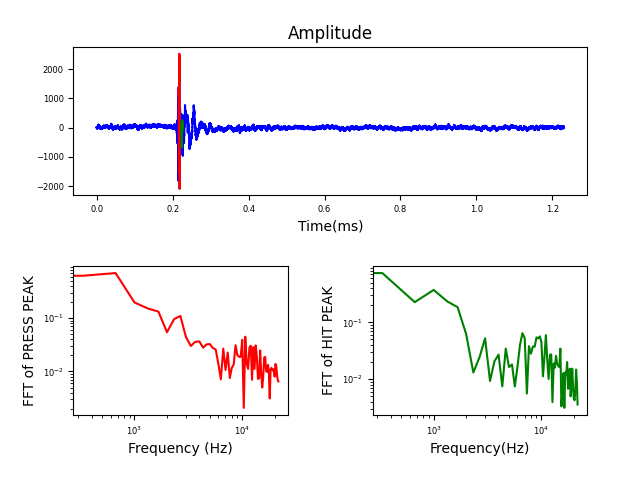 Amplitude
2000
1000
0
−1000
−2000
0.0 0.2 0.4 0.6 0.8 1.0 1.2
Time(ms)
FFT of PRESS PEAK
10⁻¹
10⁻²
10³ 10⁴
Frequency (Hz)
FFT of HIT PEAK
10⁻¹
10⁻²
10³ 10⁴
Frequency(Hz)